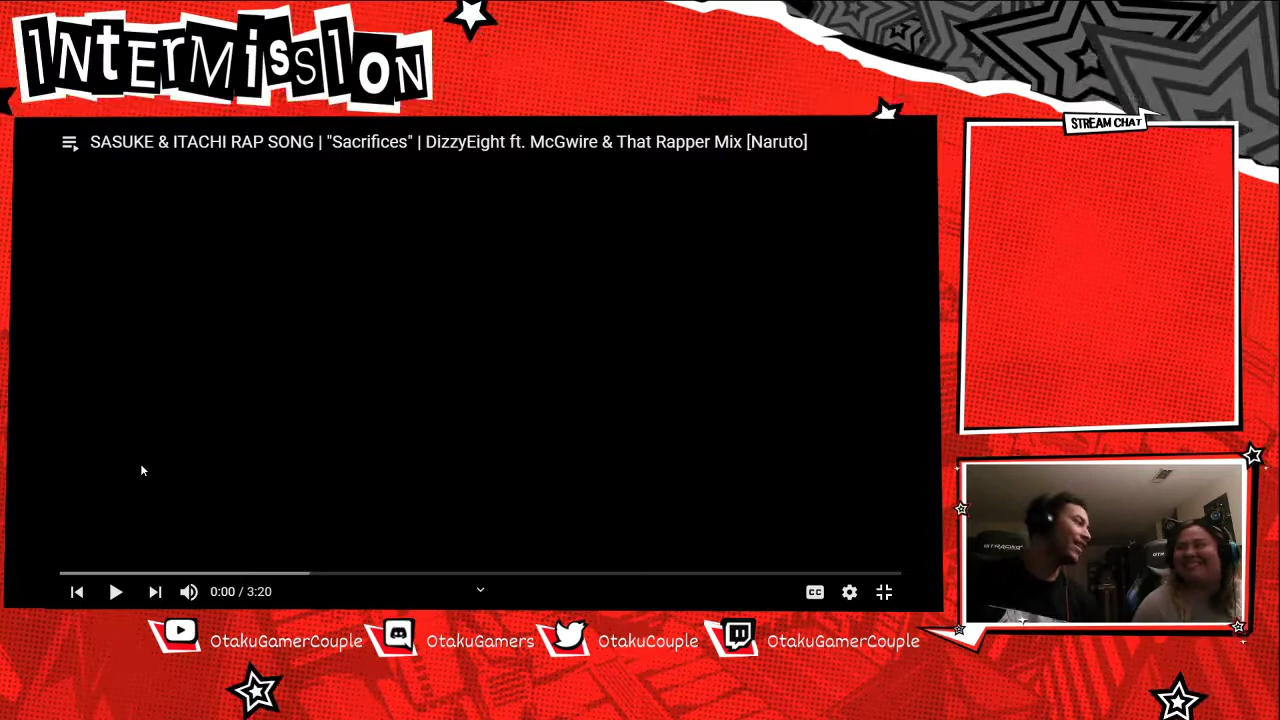 INtErMissIoN
STREAM CHAT
SASUKE & ITACHI RAP SONG | "Sacrifices" | DizzyEight ft. McGwire & That Rapper Mix [Naruto]
0:00 / 3:20
CC
OtakuGamerCouple
OtakuGamers
OtakuCouple
OtakuGamerCouple